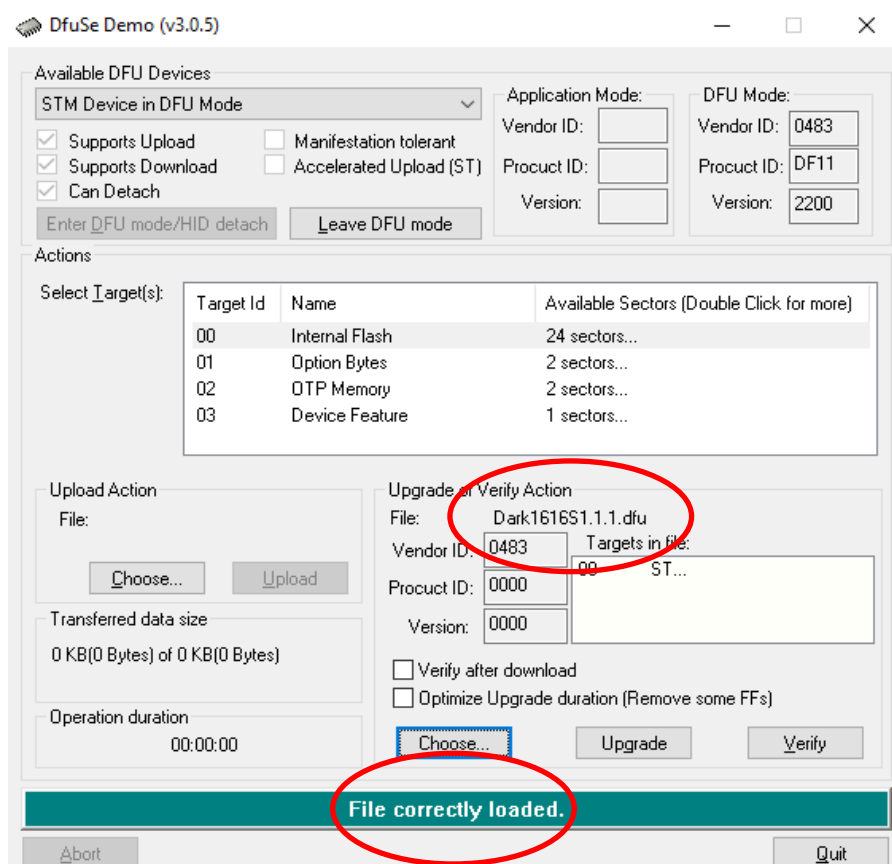 DfuSe Demo (v3.0.5)
Available DFU Devices
STM Device in DFU Mode
Supports Upload
Manifestation tolerant
Supports Download
Accelerated Upload (ST)
Can Detach
Enter DFU mode/HID detach
Leave DFU mode
Application Mode:
Vendor ID:
Procuct ID:
Version:
DFU Mode:
Vendor ID: 0483
Procuct ID: DF11
Version: 2200
Actions
Select Target(s):
Target Id Name Available Sectors (Double Click for more)
00 Internal Flash 24 sectors...
01 Option Bytes 2 sectors...
02 OTP Memory 2 sectors...
03 Device Feature 1 sectors...
Upload Action
File:
Choose...
Upload
Transferred data size
0 KB(0 Bytes) of 0 KB(0 Bytes)
Operation duration
00:00:00
Upgrade or Verify Action
File: Dark1616S1.1.1.dfu
Vendor ID: 0483
Procuct ID: 0000
Version: 0000
Targets in file:
00 ST...
Verify after download
Optimize Upgrade duration (Remove some FFs)
Choose...
Upgrade
Verify
File correctly loaded.
Abort
Quit